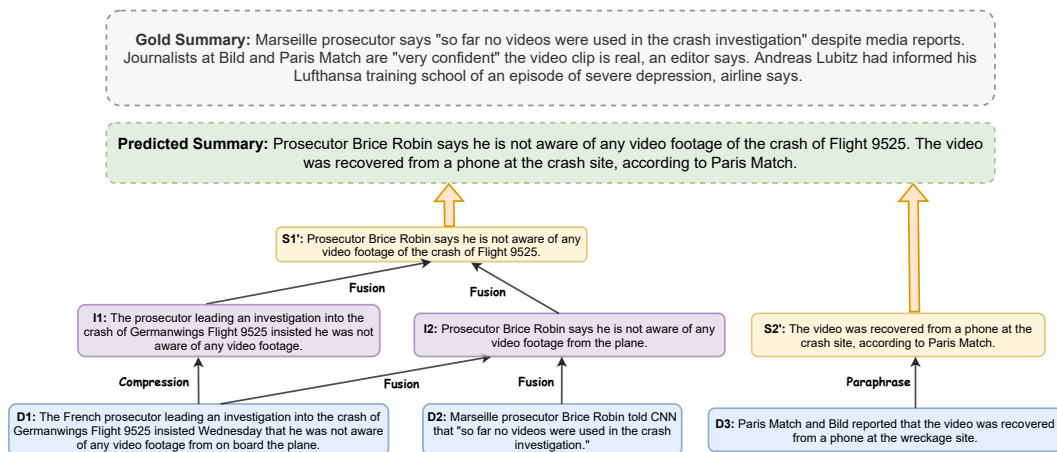 Gold Summary: Marseille prosecutor says "so far no videos were used in the crash investigation" despite media reports.
Journalists at Bild and Paris Match are "very confident" the video clip is real, an editor says. Andreas Lubitz had informed his
Lufthansa training school of an episode of severe depression, airline says.
Predicted Summary: Prosecutor Brice Robin says he is not aware of any video footage of the crash of Flight 9525. The video
was recovered from a phone at the crash site, according to Paris Match.
S1': Prosecutor Brice Robin says he is not aware of any
video footage of the crash of Flight 9525.
Fusion
Fusion
I1: The prosecutor leading an investigation into the
crash of Germanwings Flight 9525 insisted he was not
aware of any video footage.
I2: Prosecutor Brice Robin says he is not aware of any
video footage from the plane.
S2': The video was recovered from a phone at the
crash site, according to Paris Match.
Compression
Fusion
Fusion
Paraphrase
D1: The French prosecutor leading an investigation into the crash of
Germanwings Flight 9525 insisted Wednesday that he was not aware
of any video footage from on board the plane.
D2: Marseille prosecutor Brice Robin told CNN
that "so far no videos were used in the crash
investigation."
D3: Paris Match and Bild reported that the video was recovered
from a phone at the wreckage site.